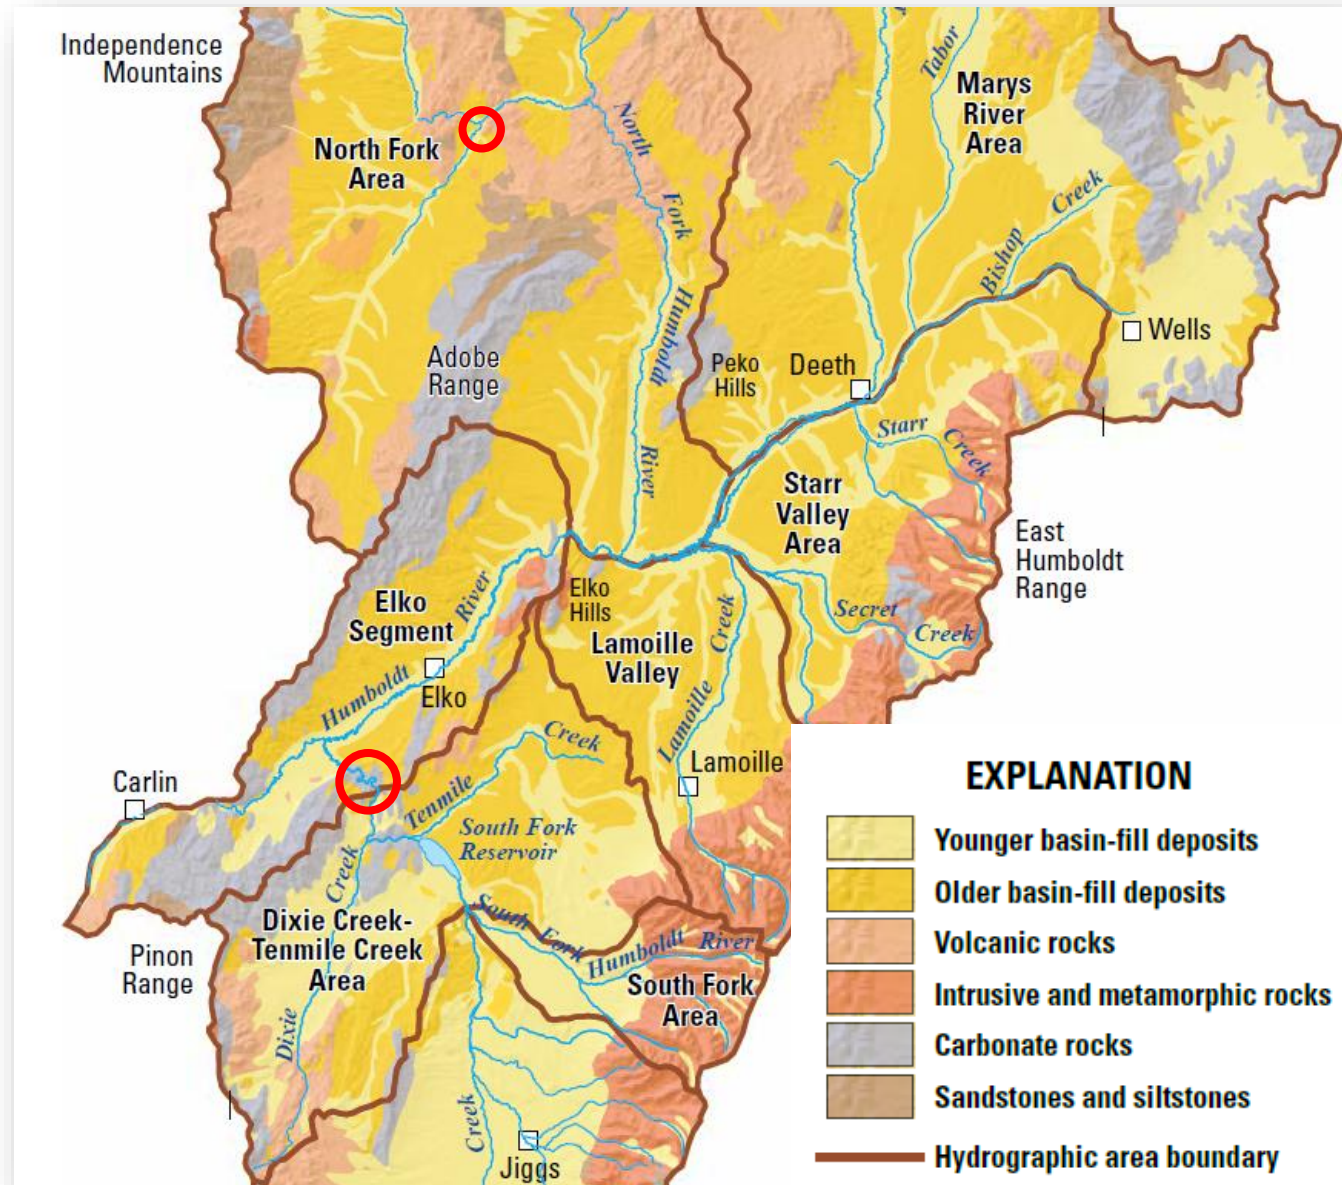 Independence
Mountains
North Fork
Area
North
Fork
Humboldt
River
Tabor
Marys
River
Area
Bishop
Creek
Wells
Adobe
Range
Peko
Hills
Deeth
Starr
Creek
Starr
Valley
Area
East
Humboldt
Range
Elko
Segment
Humboldt
River
Elko
Elko
Hills
Lamoille
Valley
Lamoille
Creek
Secret
Creek
Lamoille
Carlin
Tenmile
Creek
South Fork
Reservoir
Dixie
Creek
Dixie Creek-
Tenmile Creek
Area
Pinon
Range
South Fork
Humboldt River
South Fork
Area
Creek
Jiggs
EXPLANATION
Younger basin-fill deposits
Older basin-fill deposits
Volcanic rocks
Intrusive and metamorphic rocks
Carbonate rocks
Sandstones and siltstones
Hydrographic area boundary